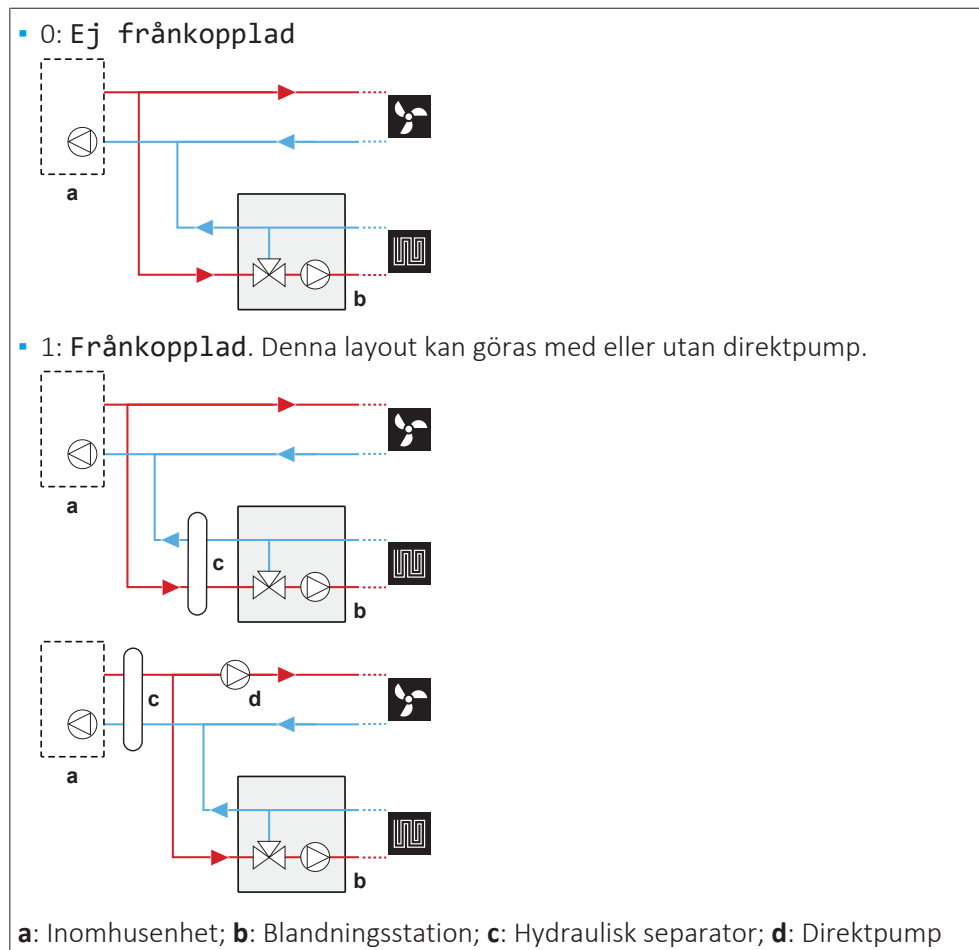 ▪ 0: Ej frånkopplad
a
b
▪ 1: Frånkopplad. Denna layout kan göras med eller utan direktpump.
a
c
b
c
d
a
b
a: Inomhusenhet; b: Blandningsstation; c: Hydraulisk separator; d: Direktpump